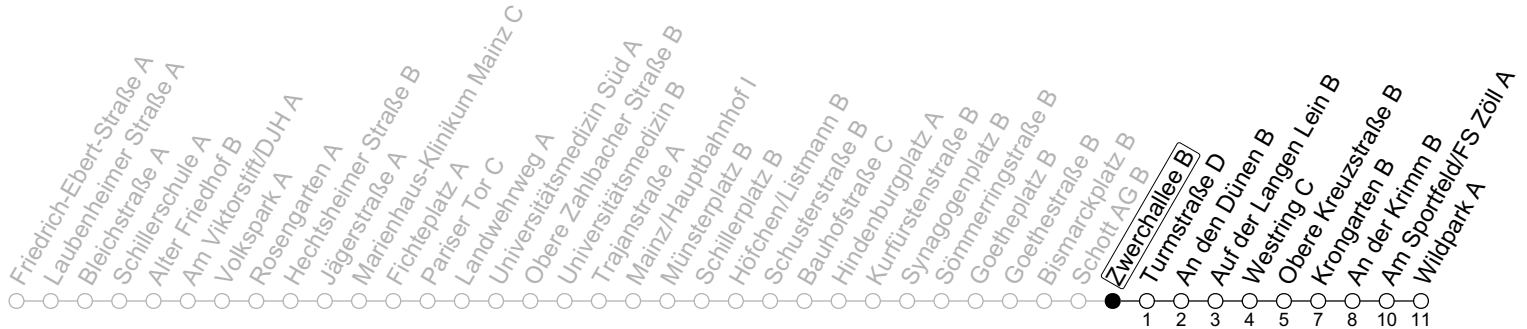 Friedrich-Ebert-Straße A
Laubenheimer Straße A
Bleichstraße A
Schillerschule A
Alter Friedhof B
Am Viktorstift/DJH A
Volkspark A
Rosengarten A
Hechtsheimer Straße B
Jägerstraße A
Marienhaus-Klinikum Mainz C
Fichteplatz A
Pariser Tor C
Landwehrweg A
Universitätsmedizin Süd A
Obere Zahlbacher Straße B
Universitätsmedizin B
Trajanstraße A
Mainz/Hauptbahnhof I
Münsterplatz B
Schillerplatz B
Höfchen/Listmann B
Schusterstraße B
Bauhofstraße C
Hindenburgplatz A
Kurfürstenstraße B
Synagogenplatz B
Sömmerringstraße B
Goetheplatz B
Goethestraße B
Bismarckplatz B
Schott AG B
Zwerchallee B
Turmstraße D
An den Dünen B
Auf der Langen Lein B
Westring C
Obere Kreuzstraße B
Krongarten B
An der Krimm B
Am Sportfeld/FS Zöll A
Wildpark A
1 2 3 4 5 7 8 10 11